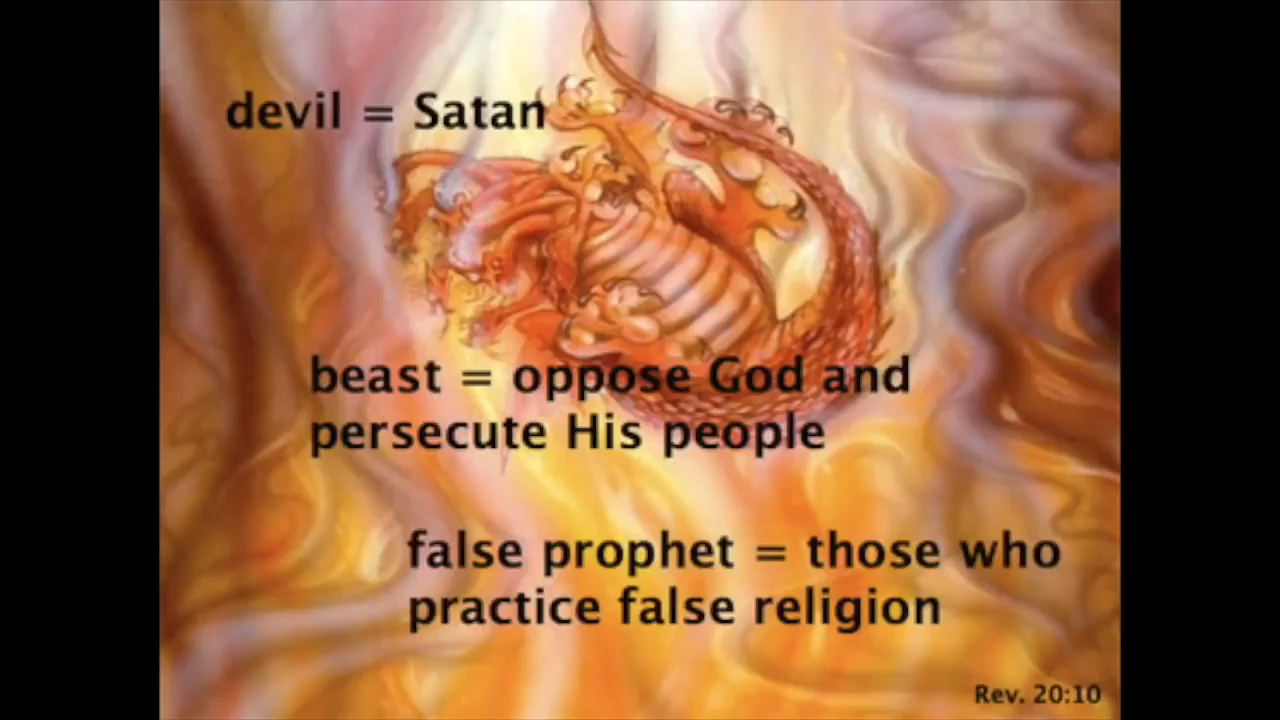 devil = Satan
beast = oppose God and
persecute His people
false prophet = those who
practice false religion
Rev. 20:10